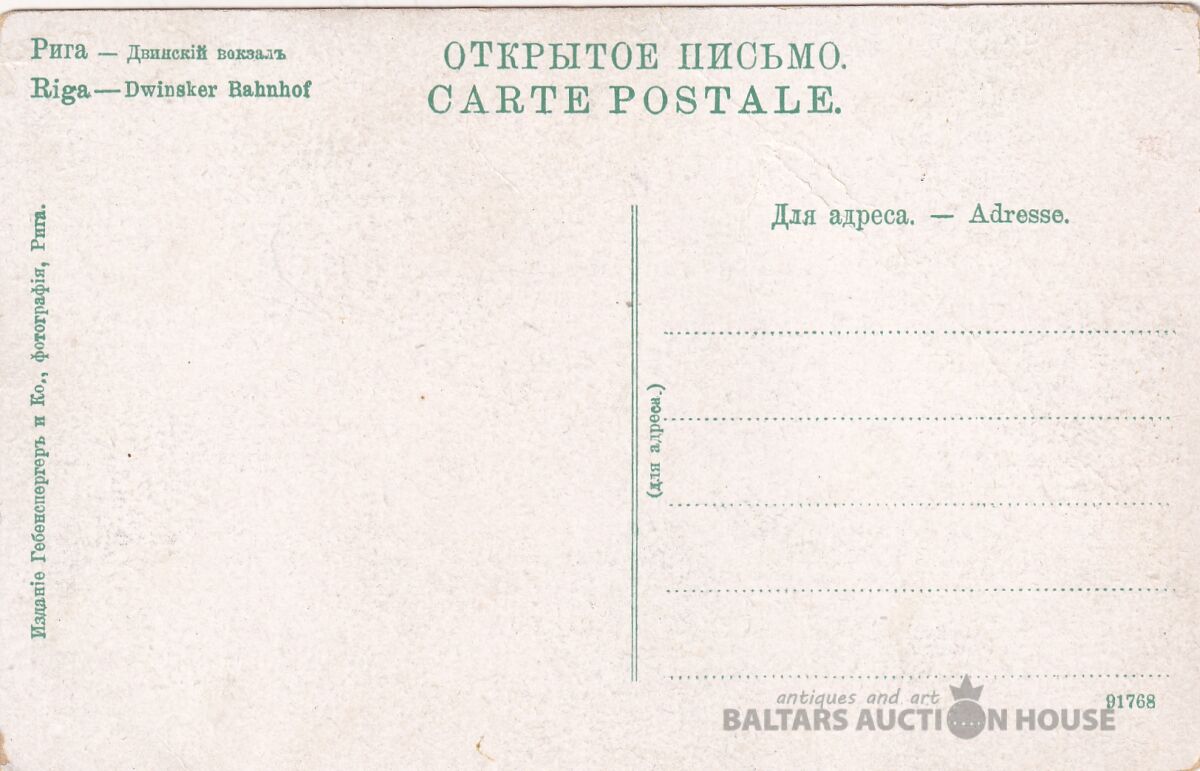 Рига — Двинскій вокзалъ
Riga—Dwinsker Bahnhof
ОТКРЫТОЕ ПИСЬМО.
CARTE POSTALE.
Изданіе Гебенспергеръ и Ко., фотографія, Рига.
Для адреса. — Adresse.
(для адреса.)
91768
antiques and art
BALTARS AUCTION HOUSE